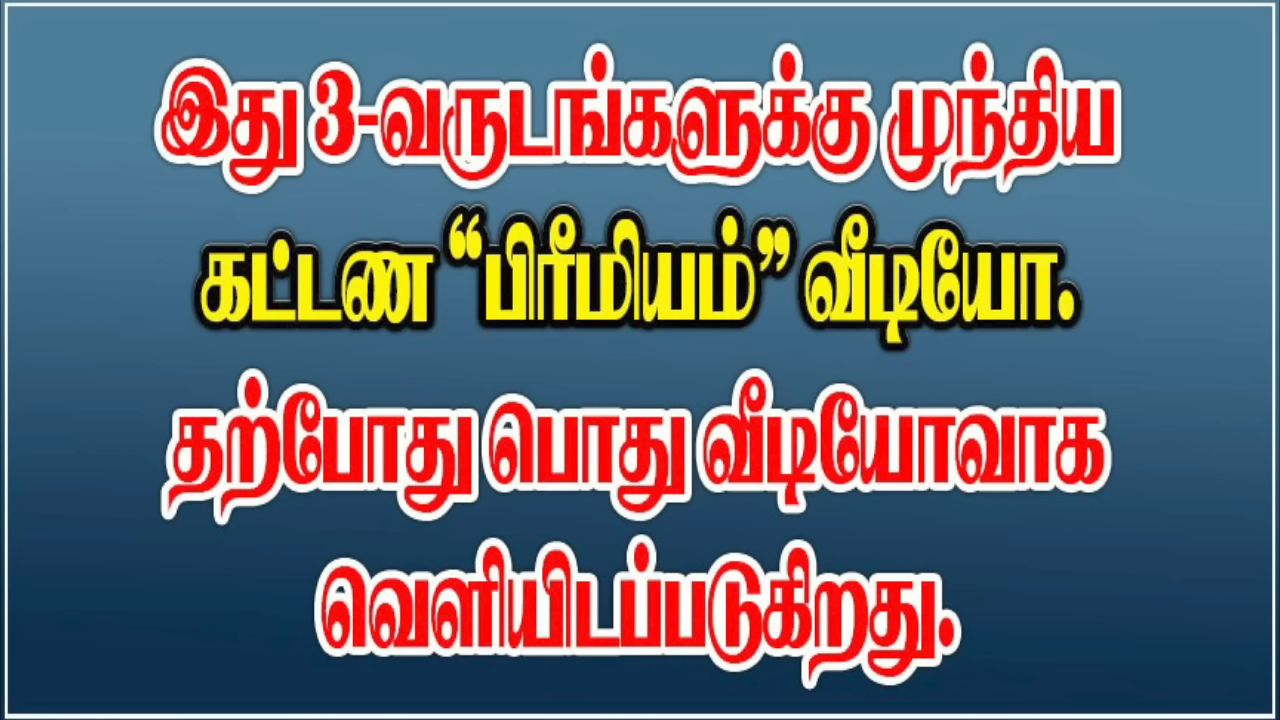 இது 3-வருடங்களுக்கு முந்திய
கட்டண “பிரீமியம்” வீடியோ.
தற்போது பொது வீடியோவாக
வெளியிடப்படுகிறது.